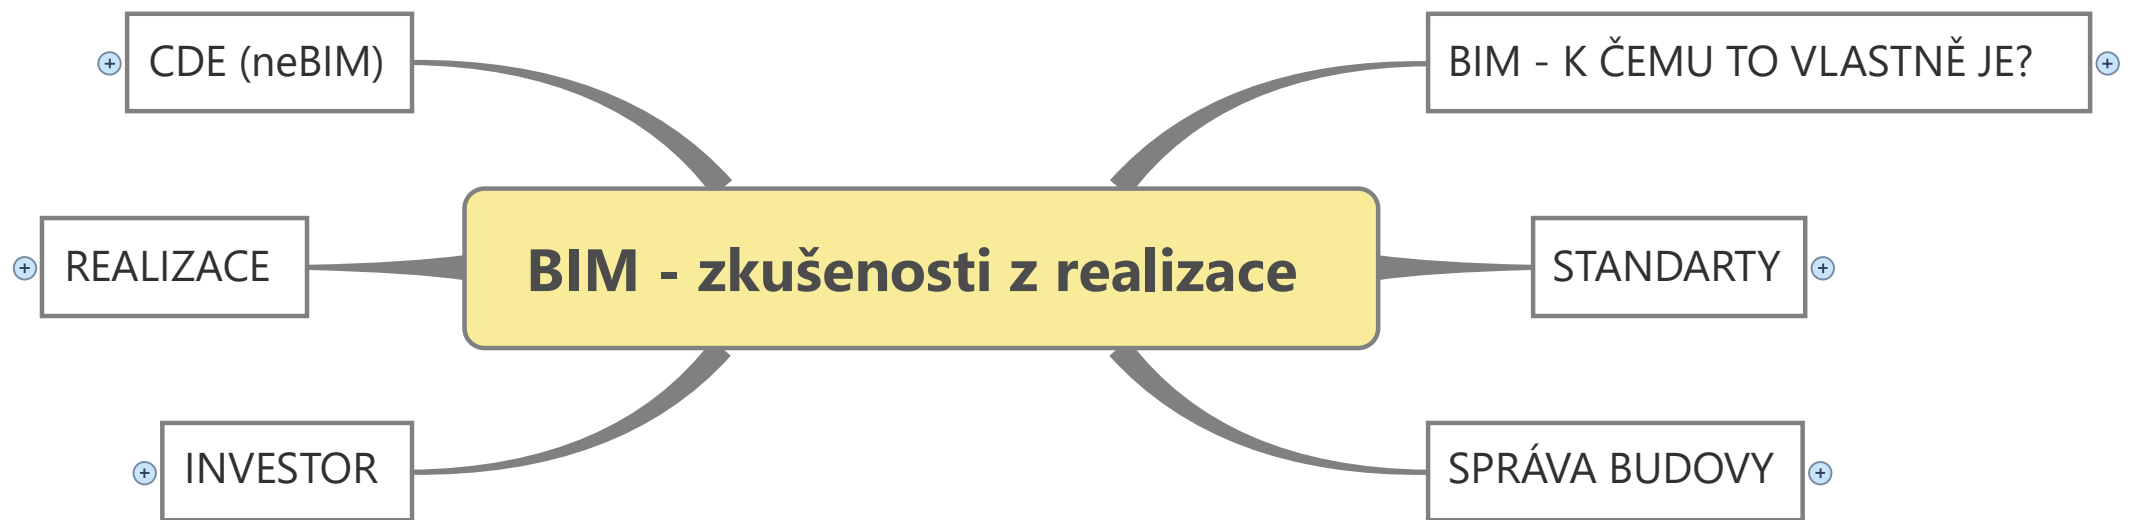 CDE (neBIM)
BIM - K ČEMU TO VLASTNĚ JE?
REALIZACE
BIM - zkušenosti z realizace
STANDARTY
INVESTOR
SPRÁVA BUDOVY